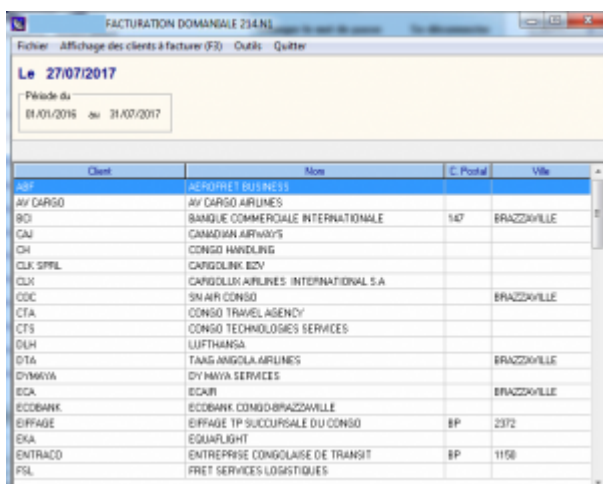 FACTURATION DOMANIALE 214.N1
Fichier Affichage des clients à facturer (F3) Outils Quitter
Le 27/07/2017
Période du
01/01/2016 au 31/07/2017
Client Nom C. Postal Ville
ABF AEROFRET BUSINESS
AV CARGO AV CARGO AIRLINES
BCI BANQUE COMMERCIALE INTERNATIONALE 147 BRAZZAVILLE
CAJ CANADIAN AIRWAYS
CH CONGO HANDLING
CLK SPRL CARGOLINK BZV
CLX CARGOLUX AIRLINES INTERNATIONAL S.A
COC SN AIR CONGO BRAZZAVILLE
CTA CONGO TRAVEL AGENCY
CTS CONGO TECHNOLOGIES SERVICES
DLH LUFTHANSA
DTA TAAG ANGOLA AIRLINES BRAZZAVILLE
DYMAYA DY MAYA SERVICES
ECA ECAIR BRAZZAVILLE
ECOBANK ECOBANK CONGO-BRAZZAVILLE
EIFFAGE EIFFAGE TP SUCCURSALE DU CONGO BP 2372
EKA EQUAFLIGHT
ENTRACO ENTREPRISE CONGOLAISE DE TRANSIT BP 1150
FSL FRET SERVICES LOGISTIQUES